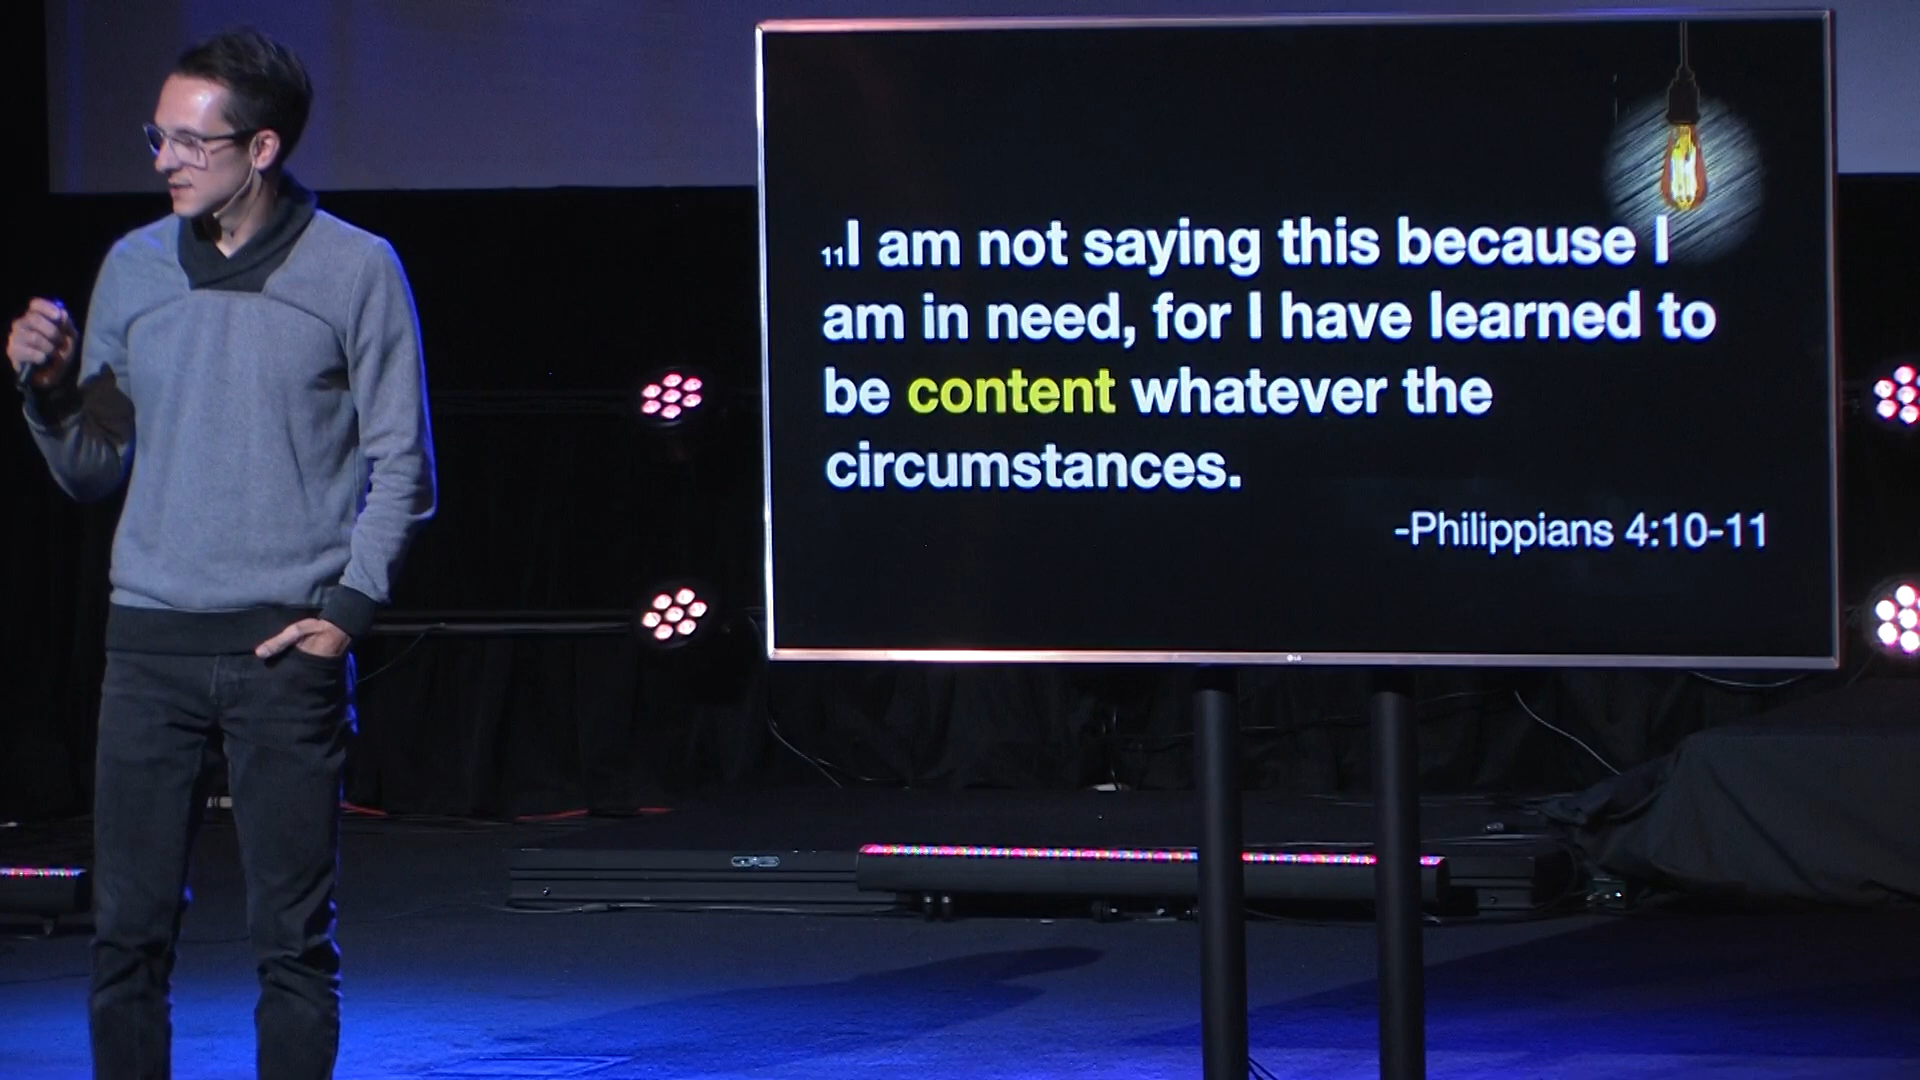 11I am not saying this because I
am in need, for I have learned to
be content whatever the
circumstances.
-Philippians 4:10-11
LG